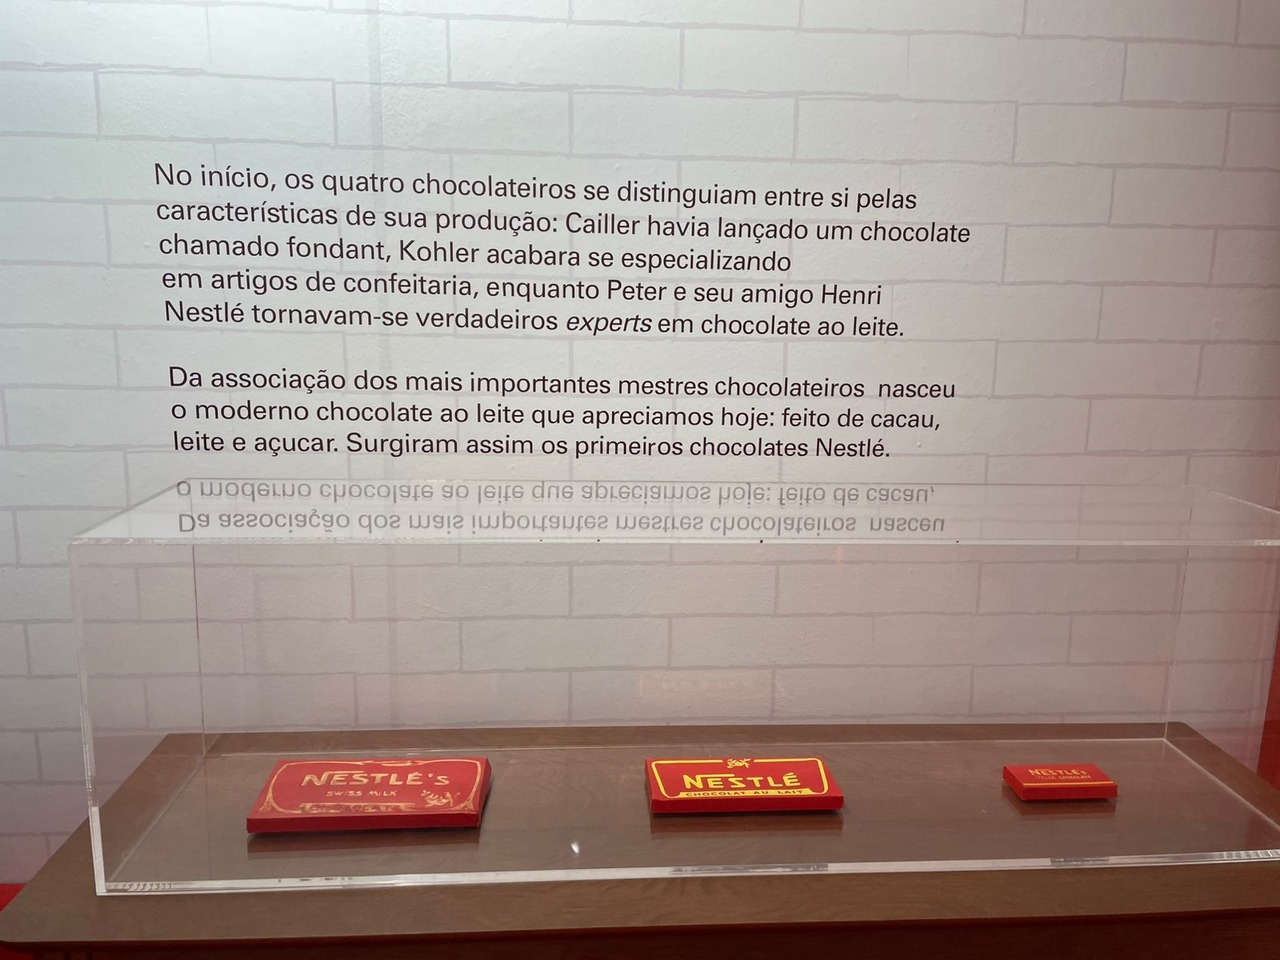 No início, os quatro chocolateiros se distinguiam entre si pelas
características de sua produção: Cailler havia lançado um chocolate
chamado fondant, Kohler acabara se especializando
em artigos de confeitaria, enquanto Peter e seu amigo Henri
Nestlé tornavam-se verdadeiros experts em chocolate ao leite.
Da associação dos mais importantes mestres chocolateiros nasceu
o moderno chocolate ao leite que apreciamos hoje: feito de cacau,
leite e açucar. Surgiram assim os primeiros chocolates Nestlé.
NESTLÉ'S
SWISS MILK
NESTLÉ
CHOCOLAT AU LAIT
NESTLÉ'S